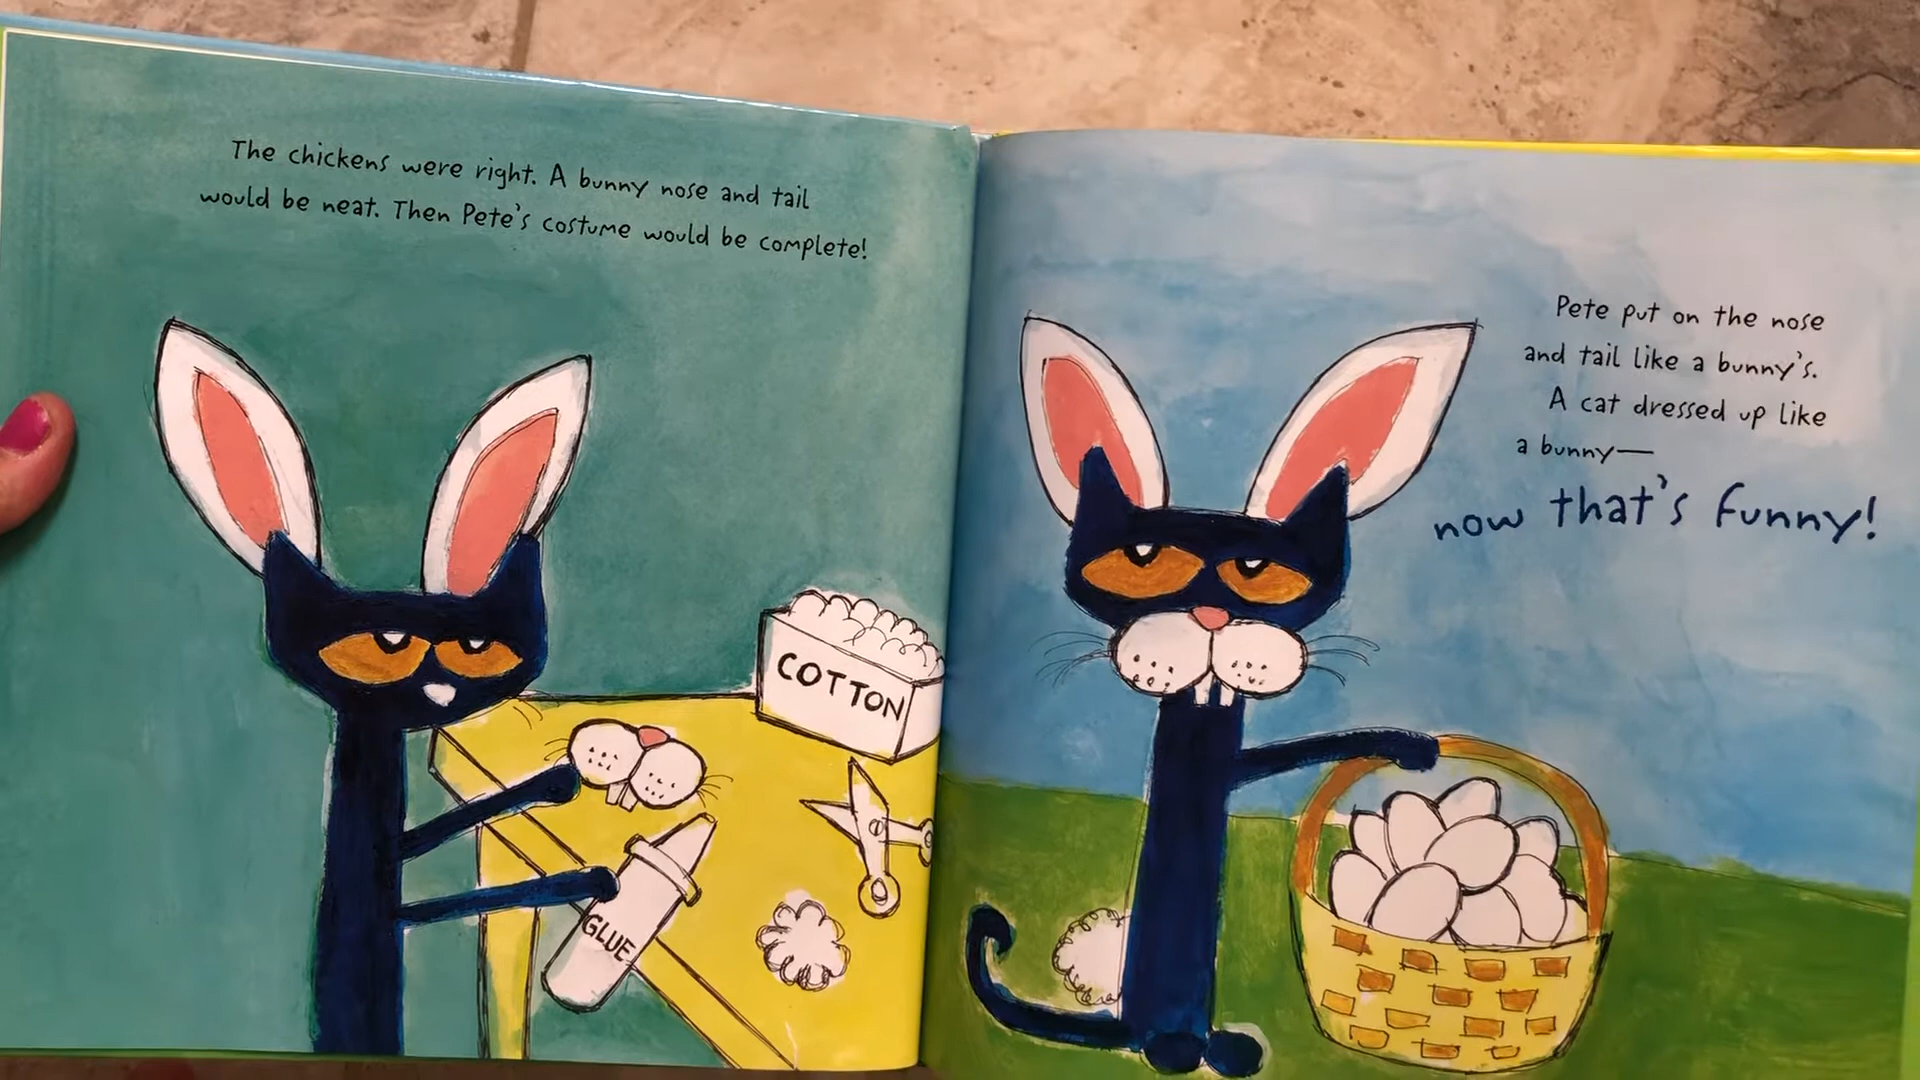 The chickens were right. A bunny nose and tail
would be neat. Then Pete's costume would be complete!
COTTON
GLUE
Pete put on the nose
and tail like a bunny's.
A cat dressed up like
a bunny—
now that's funny!